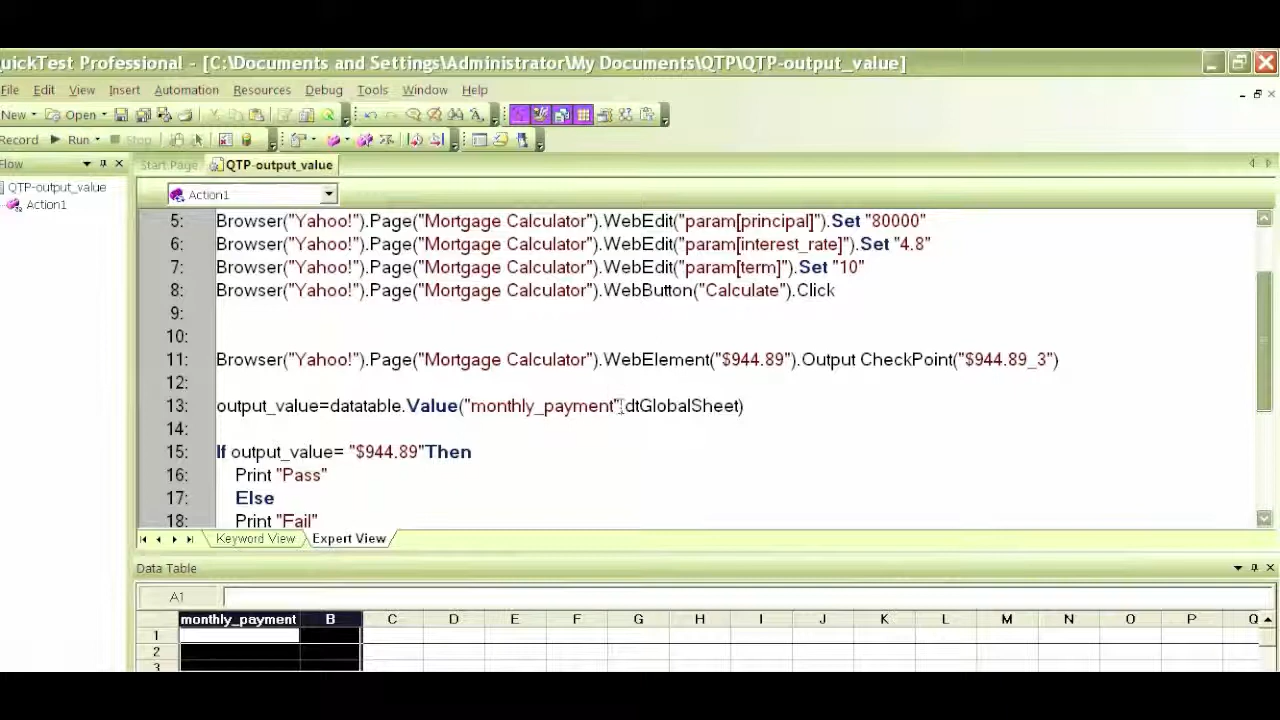 uickTest Professional - [C:\Documents and Settings\Administrator\My Documents\QTP\QTP-output_value]
File Edit View Insert Automation Resources Debug Tools Window Help
New Open
Record Run Stop
Flow Start Page QTP-output_value
QTP-output_value
Action1
Action1
5: Browser("Yahoo!").Page("Mortgage Calculator").WebEdit("param[principal]").Set "80000"
6: Browser("Yahoo!").Page("Mortgage Calculator").WebEdit("param[interest_rate]").Set "4.8"
7: Browser("Yahoo!").Page("Mortgage Calculator").WebEdit("param[term]").Set "10"
8: Browser("Yahoo!").Page("Mortgage Calculator").WebButton("Calculate").Click
9:
10:
11: Browser("Yahoo!").Page("Mortgage Calculator").WebElement("$944.89").Output CheckPoint("$944.89_3")
12:
13: output_value=datatable.Value("monthly_payment",dtGlobalSheet)
14:
15: If output_value= "$944.89"Then
16: Print "Pass"
17: Else
18: Print "Fail"
Keyword View Expert View
Data Table
A1
monthly_payment B C D E F G H I J K L M N O P Q
1
2
3